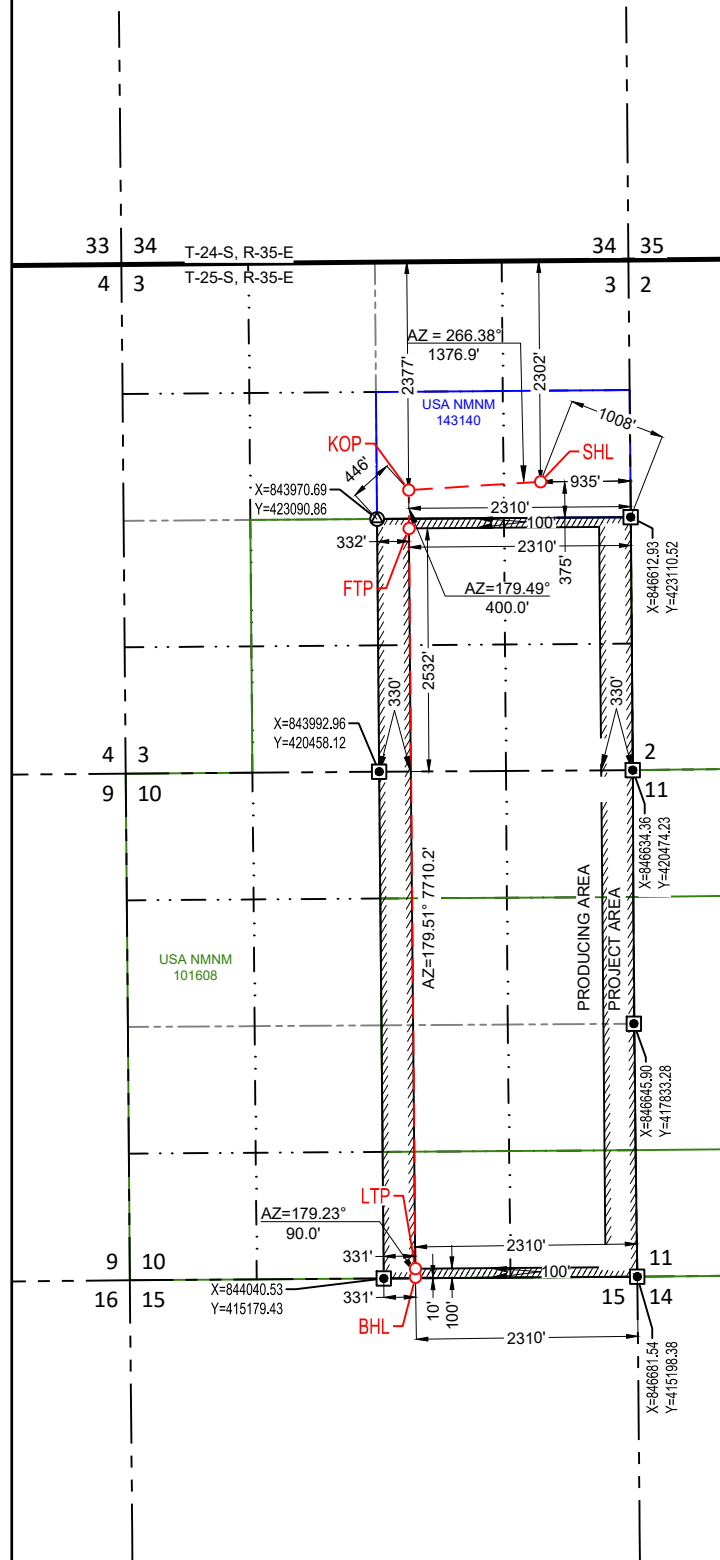 33 34
34 35
T-24-S, R-35-E
T-25-S, R-35-E
4 3
3 2
AZ = 266.38°
1376.9'
2377'
2302'
USA NMNM
143140
1008'
KOP
SHL
446'
935'
X=843970.69
Y=423090.86
2310'
100'
332'
2310'
375'
X=846612.93
Y=423110.52
FTP
AZ=179.49°
400.0'
2532'
330'
330'
X=843992.96
Y=420458.12
4 3
9 10
2
11
X=846634.36
Y=420474.23
AZ=179.51° 7710.2'
PRODUCING AREA
PROJECT AREA
USA NMNM
101608
X=846645.90
Y=417833.28
LTP
AZ=179.23°
90.0'
2310'
331'
100'
9 10
16 15
11
15 14
X=844040.53
Y=415179.43
331'
10'
100'
BHL
2310'
X=846681.54
Y=415198.38